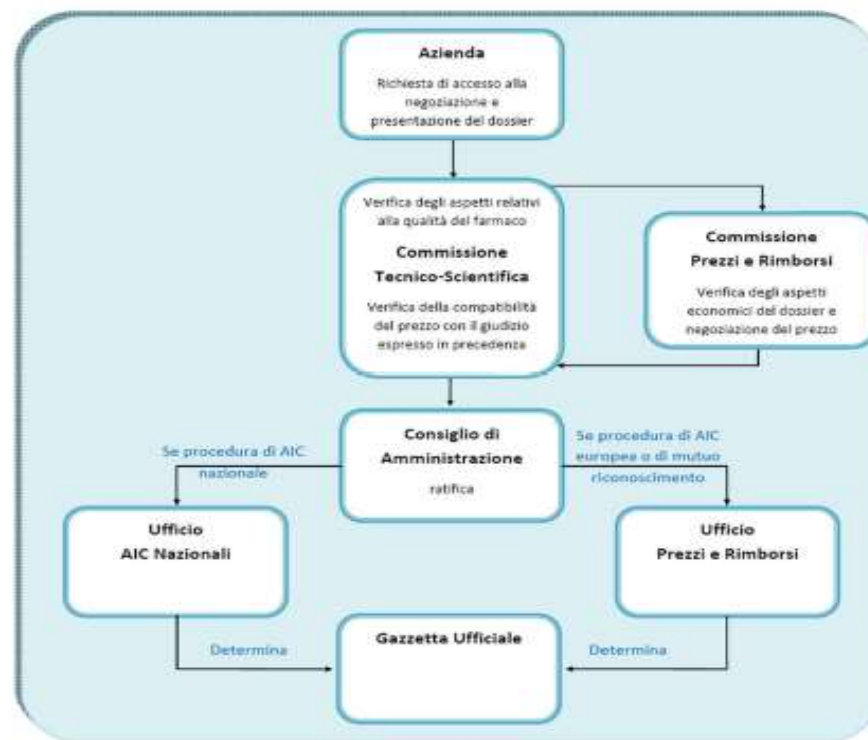 Azienda
Richiesta di accesso alla
negoziazione e
presentazione del dossier
Verifica degli aspetti relativi
alla qualità del farmaco
Commissione
Tecnico-Scientifica
Verifica della compatibilità
del prezzo con il giudizio
espresso in precedenza
Commissione
Prezzi e Rimborsi
Verifica degli aspetti
economici del dossier e
negoziazione del prezzo
Consiglio di
Amministrazione
ratifica
Se procedura di AIC
nazionale
Se procedura di AIC
europea o di mutuo
riconoscimento
Ufficio
AIC Nazionali
Ufficio
Prezzi e Rimborsi
Determina
Gazzetta Ufficiale
Determina